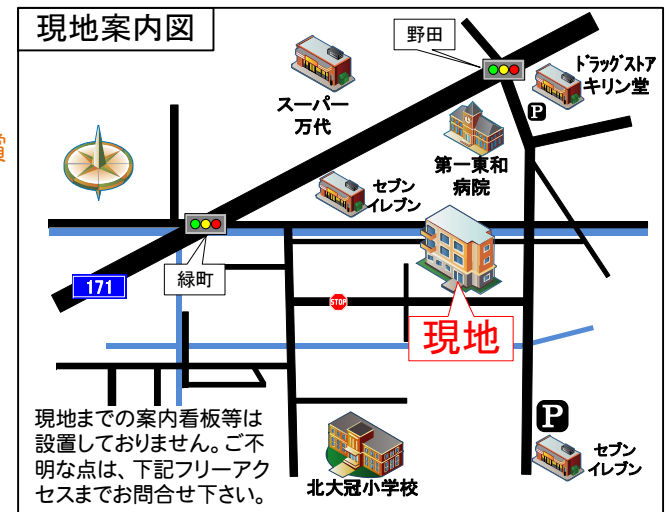 現地案内図
野田
ドラッグストア
キリン堂
スーパー
万代
P
第一東和
病院
セブン
イレブン
171
緑町
STOP
現地
現地までの案内看板等は
設置しておりません。ご不
明な点は、下記フリーアク
セスまでお問合せ下さい。
P
北大冠小学校
セブン
イレブン